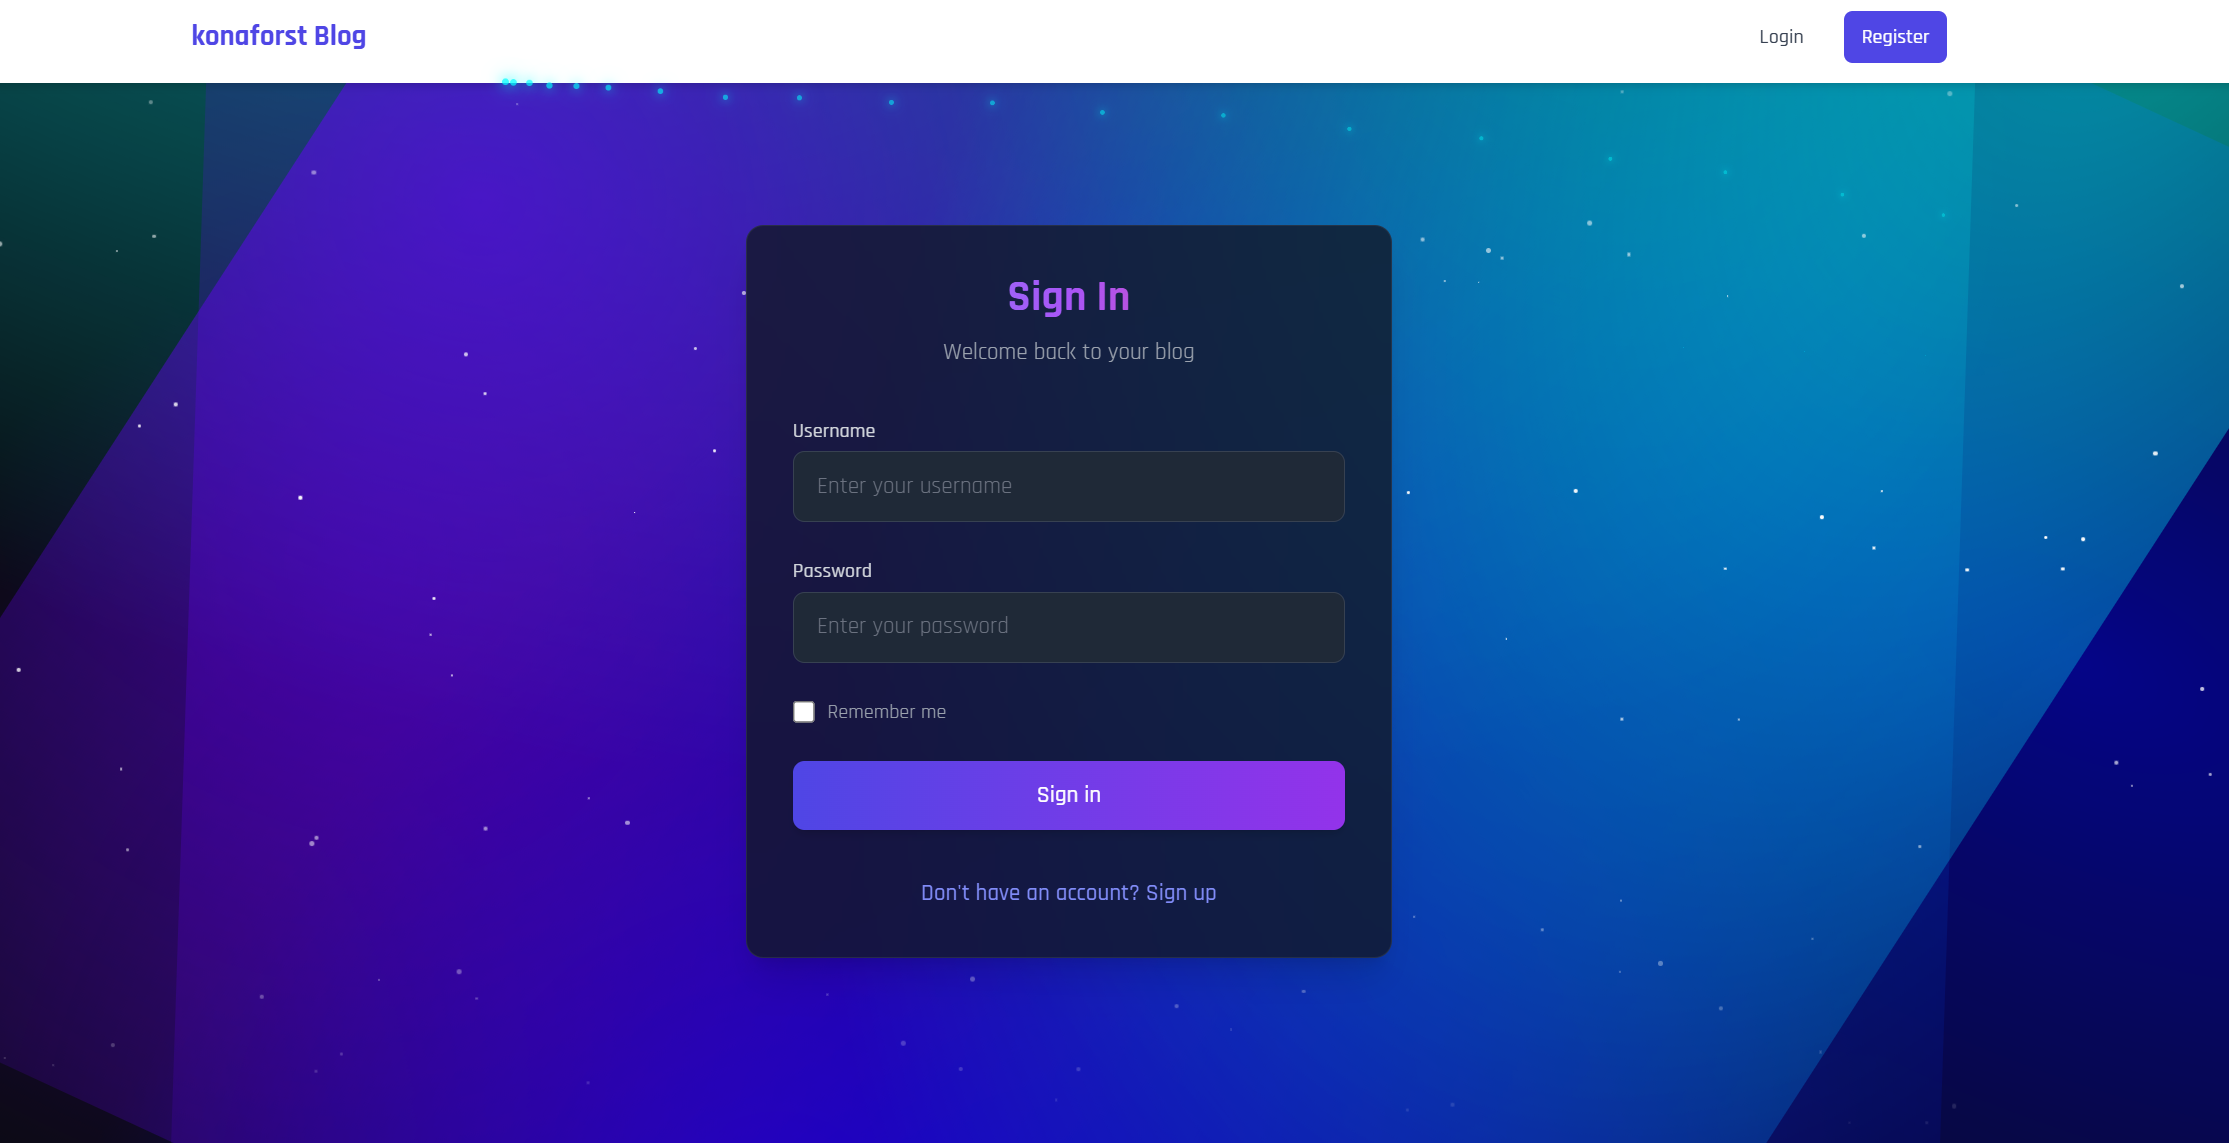 konaforst Blog
Login
Register
Sign In
Welcome back to your blog
Username
Enter your username
Password
Enter your password
Remember me
Sign in
Don't have an account? Sign up